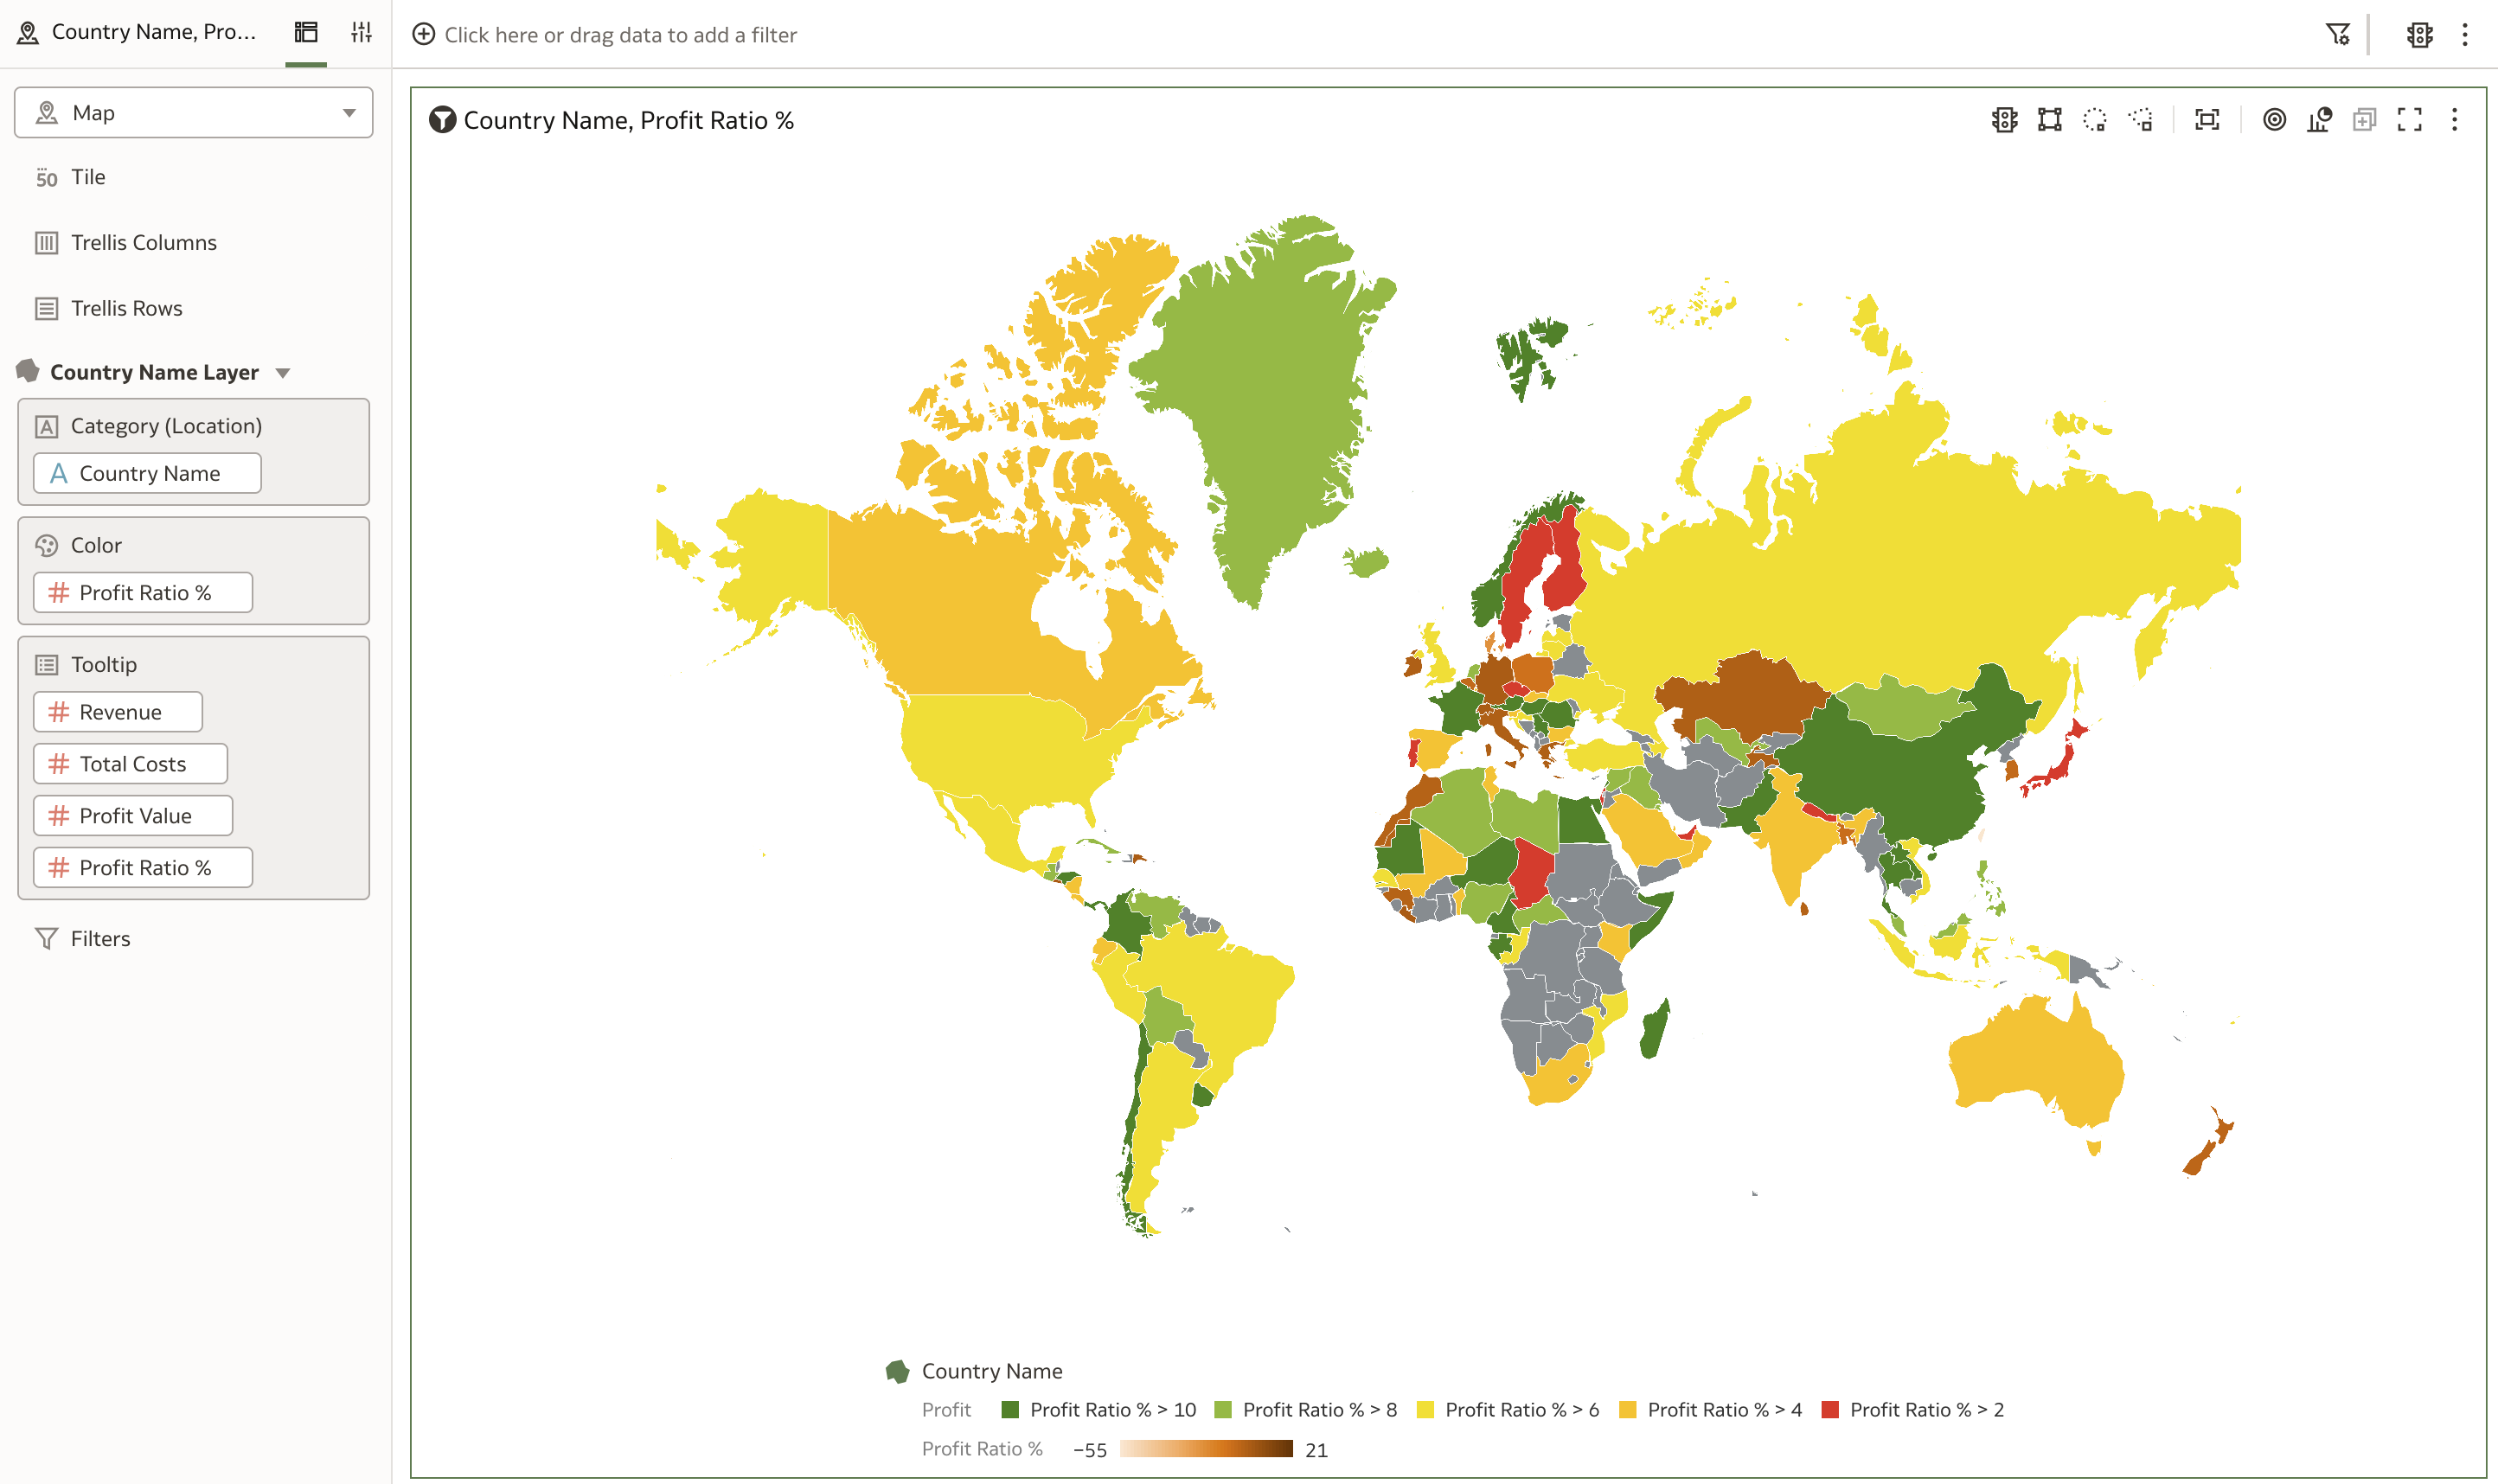 Country Name, Pro...
Click here or drag data to add a filter
Map
50 Tile
Trellis Columns
Trellis Rows
Country Name Layer
A Category (Location)
A Country Name
Color
# Profit Ratio %
Tooltip
# Revenue
# Total Costs
# Profit Value
# Profit Ratio %
Filters
Country Name, Profit Ratio %
Country Name
Profit Profit Ratio % > 10 Profit Ratio % > 8 Profit Ratio % > 6 Profit Ratio % > 4 Profit Ratio % > 2
Profit Ratio % −55 21